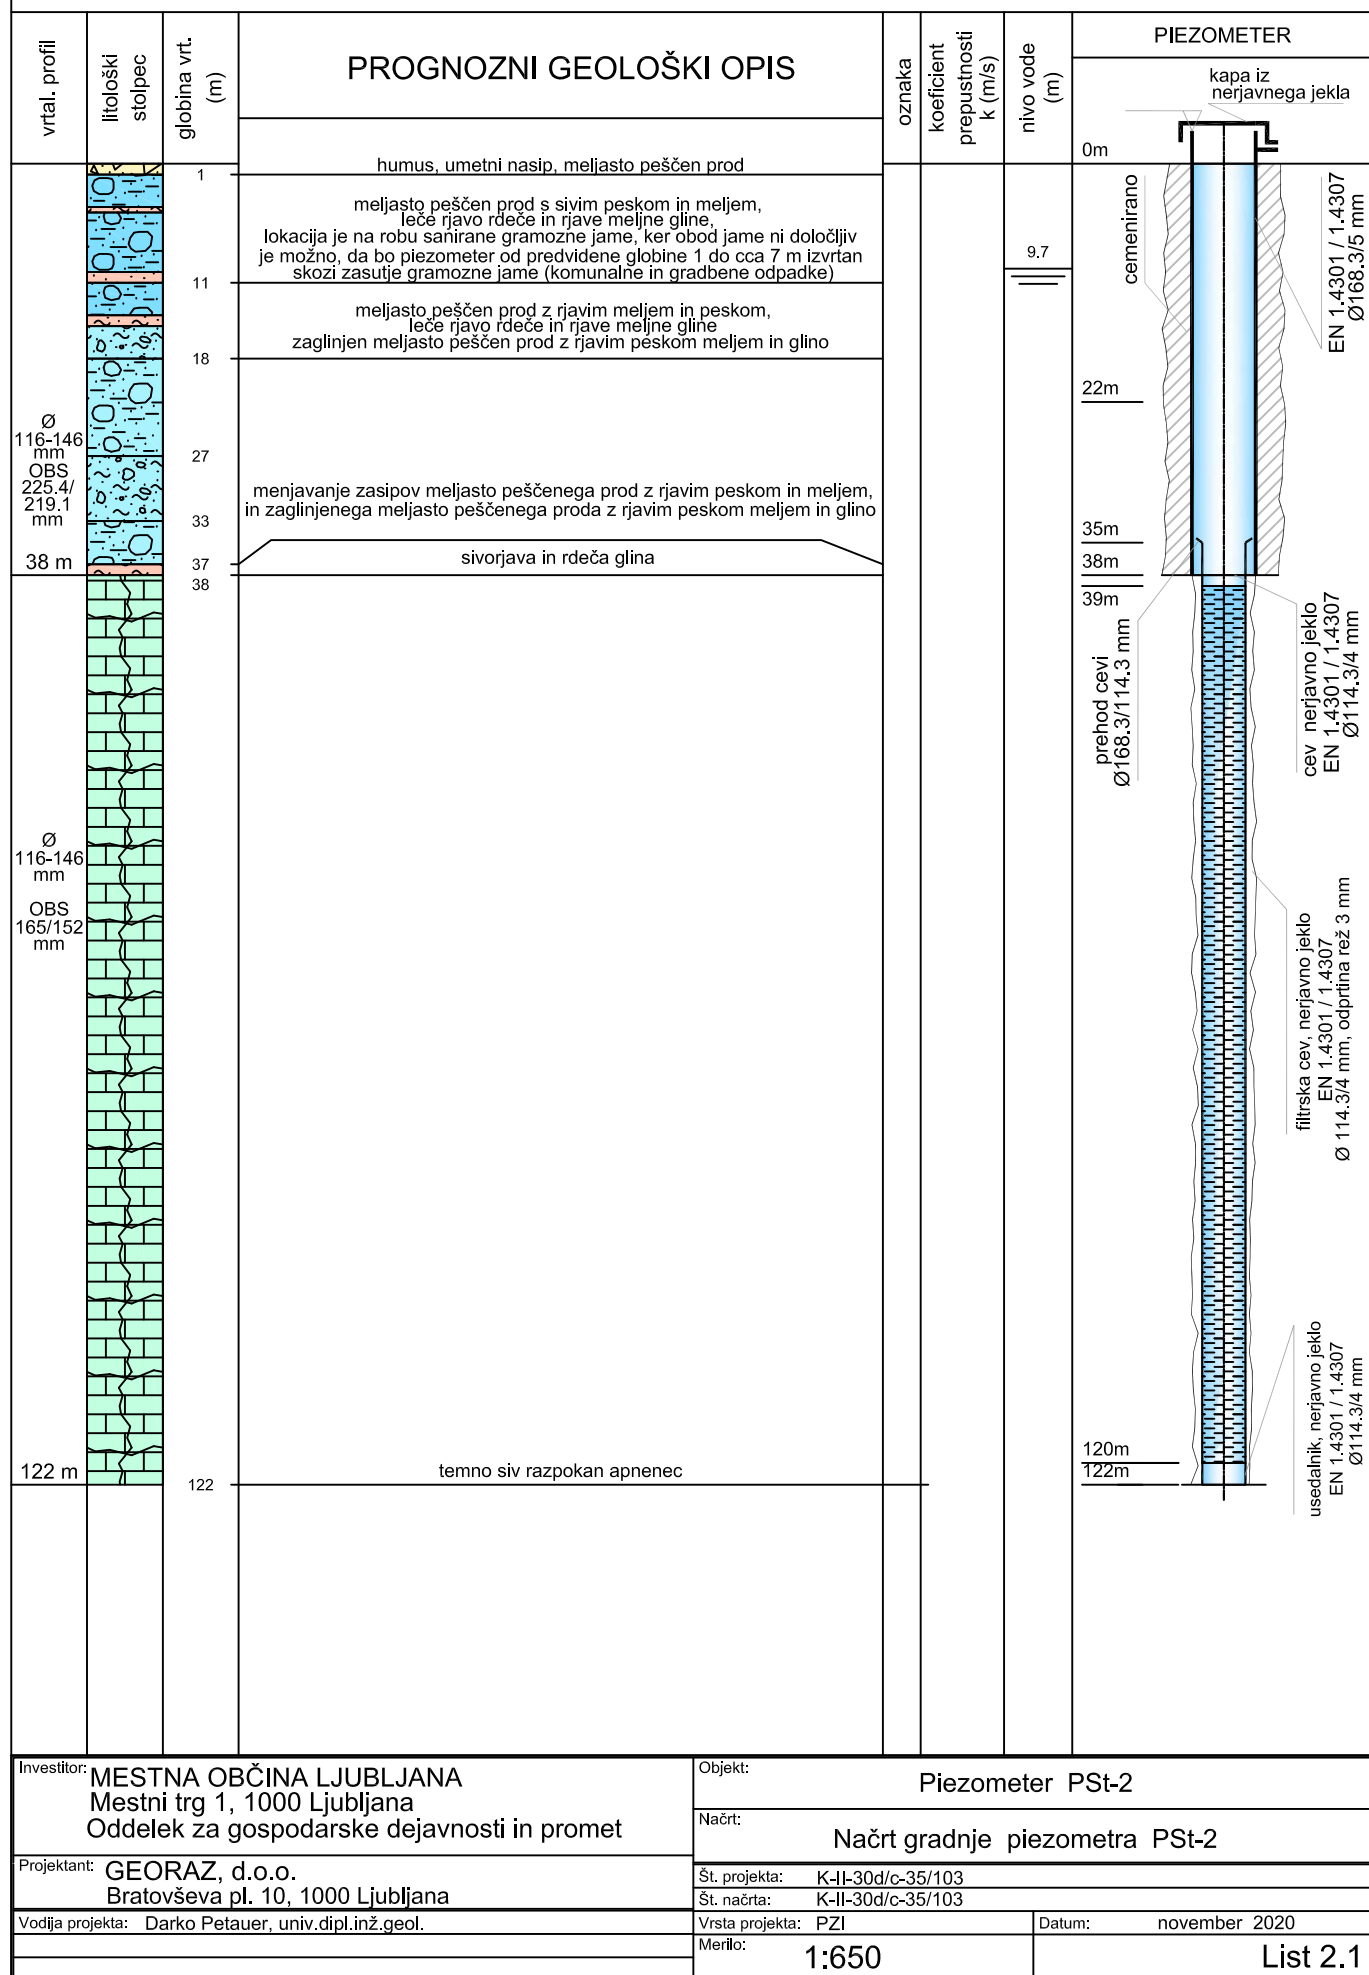 vrtal. profil
litološki
stolpec
globina vrt.
(m)
PROGNOZNI GEOLOŠKI OPIS
oznaka
koeficient
prepustnosti
k (m/s)
nivo vode
(m)
PIEZOMETER
kapa iz
nerjavnega jekla
0m
humus, umetni nasip, meljasto peščen prod
1
meljasto peščen prod s sivim peskom in meljem,
leče rjavo rdeče in rjave meljne gline,
lokacija je na robu sanirane gramozne jame, ker obod jame ni določljiv
je možno, da bo piezometer od predvidene globine 1 do cca 7 m izvrtan
skozi zasutje gramozne jame (komunalne in gradbene odpadke)
9.7
11
cemenirano
EN 1.4301 / 1.4307
Ø168.3/5 mm
meljasto peščen prod z rjavim meljem in peskom,
leče rjavo rdeče in rjave meljne gline
zaglinjen meljasto peščen prod z rjavim peskom meljem in glino
18
22m
Ø
116-146
mm
OBS
225.4/
219.1
mm
27
menjavanje zasipov meljasto peščenega prod z rjavim peskom in meljem,
in zaglinjenega meljasto peščenega proda z rjavim peskom meljem in glino
33
35m
38 m
37
sivorjava in rdeča glina
38m
38
39m
prehod cevi
Ø168.3/114.3 mm
cev nerjavno jeklo
EN 1.4301 / 1.4307
Ø114.3/4 mm
Ø
116-146
mm
OBS
165/152
mm
filtrska cev, nerjavno jeklo
EN 1.4301 / 1.4307
Ø 114.3/4 mm, odprtina rež 3 mm
usedalnik, nerjavno jeklo
EN 1.4301 / 1.4307
Ø114.3/4 mm
120m
122 m
temno siv razpokan apnenec
122m
122
Investitor:
MESTNA OBČINA LJUBLJANA
Mestni trg 1, 1000 Ljubljana
Oddelek za gospodarske dejavnosti in promet
Projektant: GEORAZ, d.o.o.
Bratovševa pl. 10, 1000 Ljubljana
Vodija projekta: Darko Petauer, univ.dipl.inž.geol.
Objekt:
Piezometer PSt-2
Načrt:
Načrt gradnje piezometra PSt-2
Št. projekta: K-II-30d/c-35/103
Št. načrta: K-II-30d/c-35/103
Vrsta projekta: PZI
Datum: november 2020
Merilo: 1:650
List 2.1